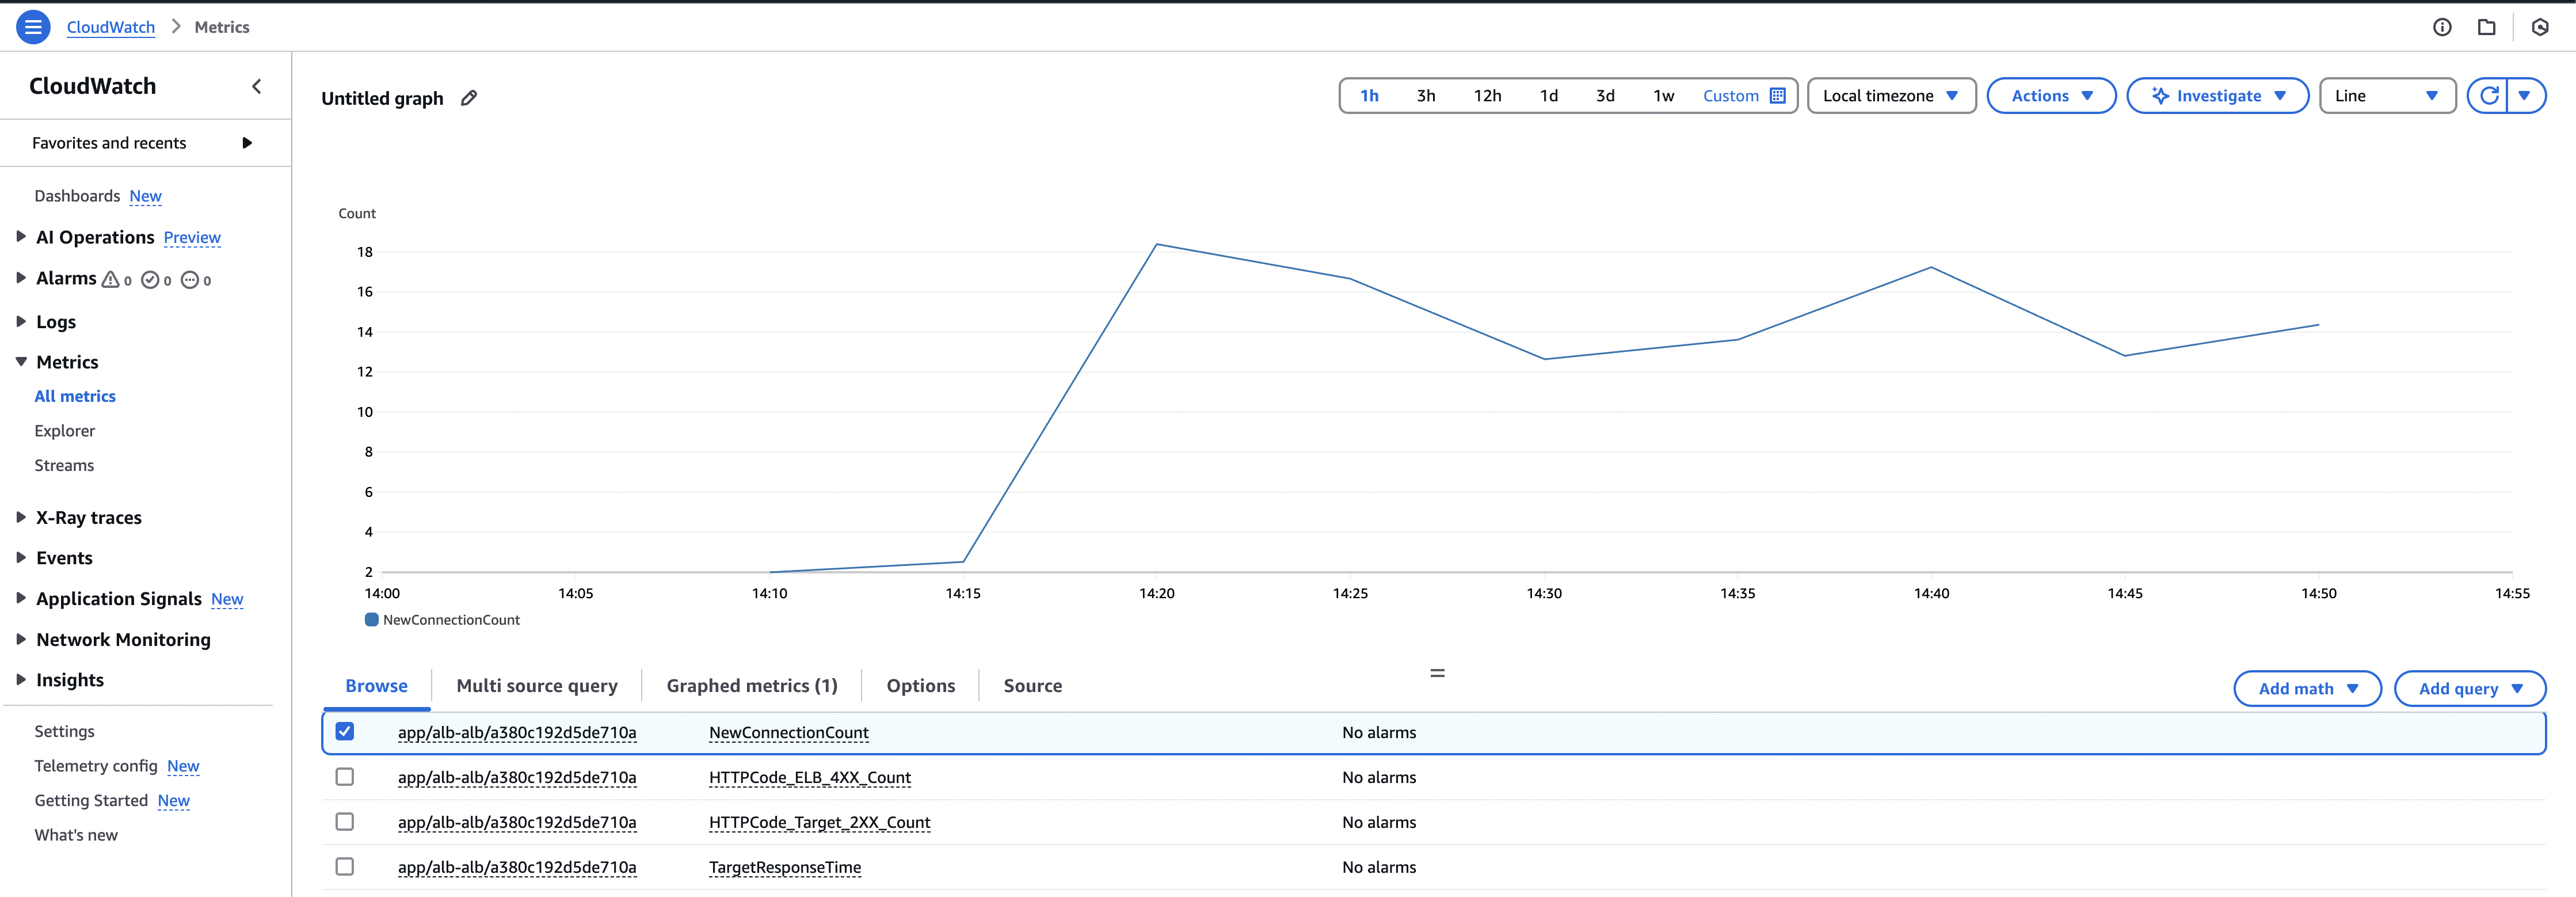 CloudWatch > Metrics
CloudWatch
Favorites and recents
Dashboards New
AI Operations Preview
Alarms 0 0 0
Logs
Metrics
All metrics
Explorer
Streams
X-Ray traces
Events
Application Signals New
Network Monitoring
Insights
Settings
Telemetry config New
Getting Started New
What's new
Untitled graph
1h 3h 12h 1d 3d 1w Custom Local timezone Actions Investigate Line
Count
18
16
14
12
10
8
6
4
2
14:00 14:05 14:10 14:15 14:20 14:25 14:30 14:35 14:40 14:45 14:50 14:55
NewConnectionCount
Browse Multi source query Graphed metrics (1) Options Source Add math Add query
app/alb-alb/a380c192d5de710a NewConnectionCount No alarms
app/alb-alb/a380c192d5de710a HTTPCode_ELB_4XX_Count No alarms
app/alb-alb/a380c192d5de710a HTTPCode_Target_2XX_Count No alarms
app/alb-alb/a380c192d5de710a TargetResponseTime No alarms